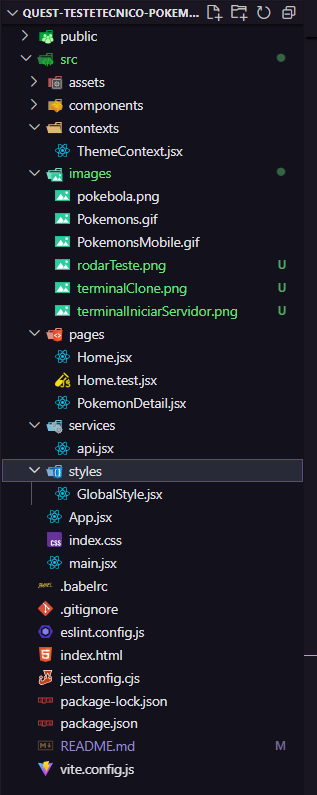 QUEST-TESTETECNICO-POKEM...
public
src
assets
components
contexts
ThemeContext.jsx
images
pokebola.png
Pokemons.gif
PokemonsMobile.gif
rodarTeste.png U
terminalClone.png U
terminalIniciarServidor.png U
pages
Home.jsx
Home.test.jsx
PokemonDetail.jsx
services
api.jsx
styles
GlobalStyle.jsx
App.jsx
index.css
main.jsx
.babelrc
.gitignore
eslint.config.js
index.html
jest.config.cjs
package-lock.json
package.json
README.md M
vite.config.js